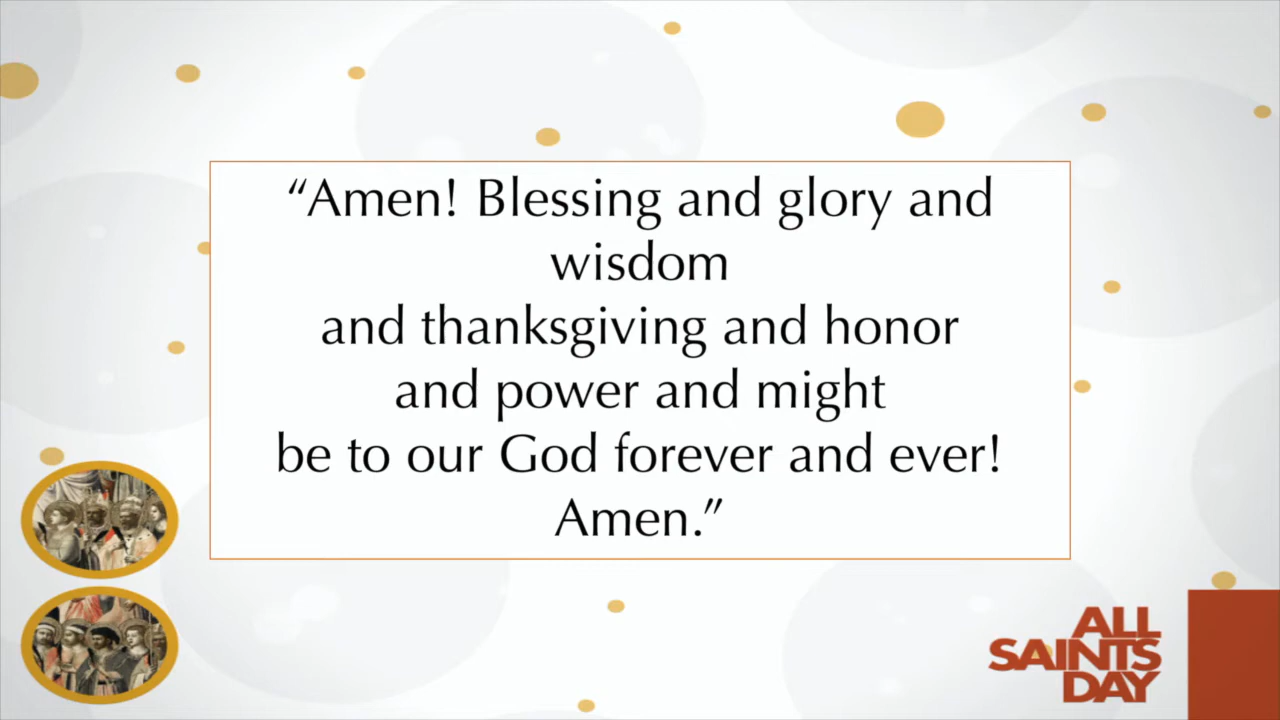 “Amen! Blessing and glory and
wisdom
and thanksgiving and honor
and power and might
be to our God forever and ever!
Amen.”
ALL
SAINTS
DAY